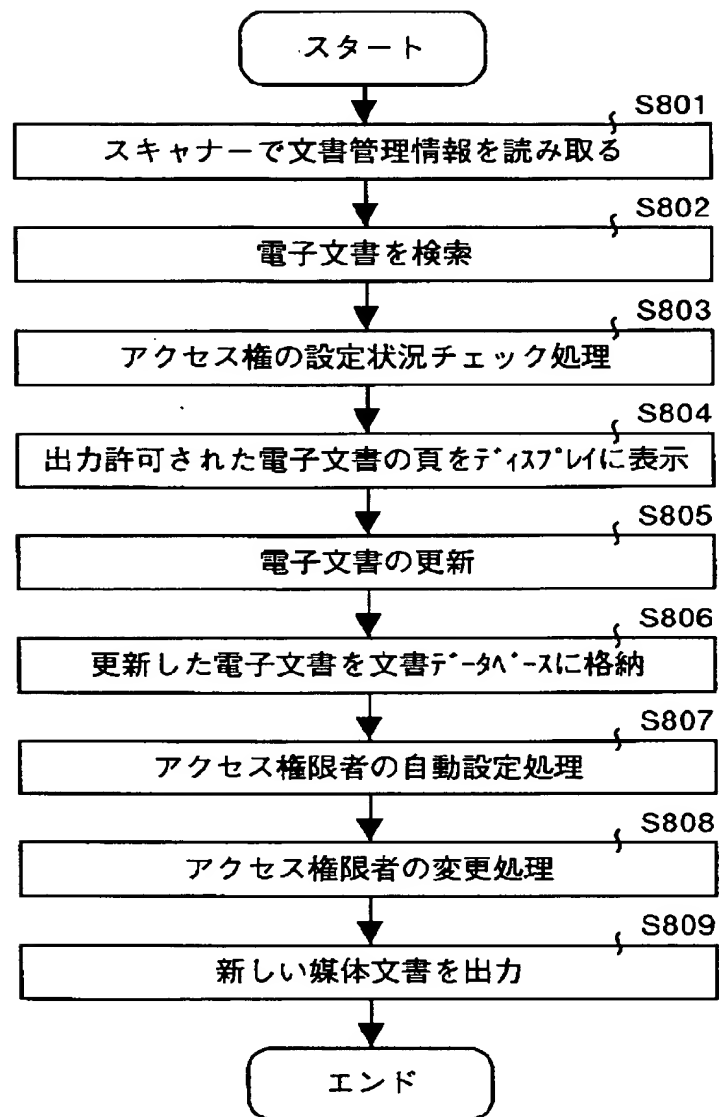 スタート
S801
スキャナーで文書管理情報を読み取る
S802
電子文書を検索
S803
アクセス権の設定状況チェック処理
S804
出力許可された電子文書の頁をﾃﾞｨｽﾌﾟﾚｲに表示
S805
電子文書の更新
S806
更新した電子文書を文書ﾃﾞｰﾀﾍﾞｰｽに格納
S807
アクセス権限者の自動設定処理
S808
アクセス権限者の変更処理
S809
新しい媒体文書を出力
エンド